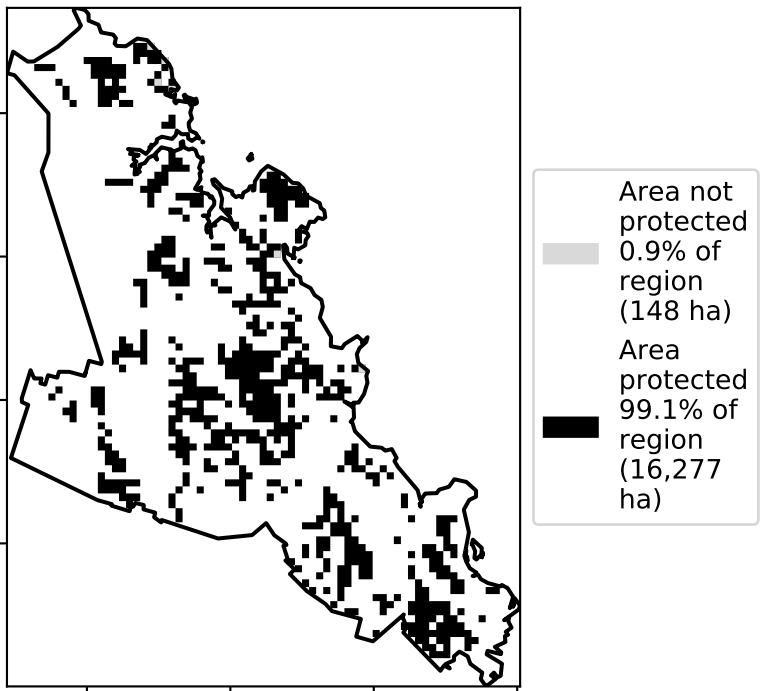 Area not
protected
0.9% of
region
(148 ha)
Area
protected
99.1% of
region
(16,277
ha)